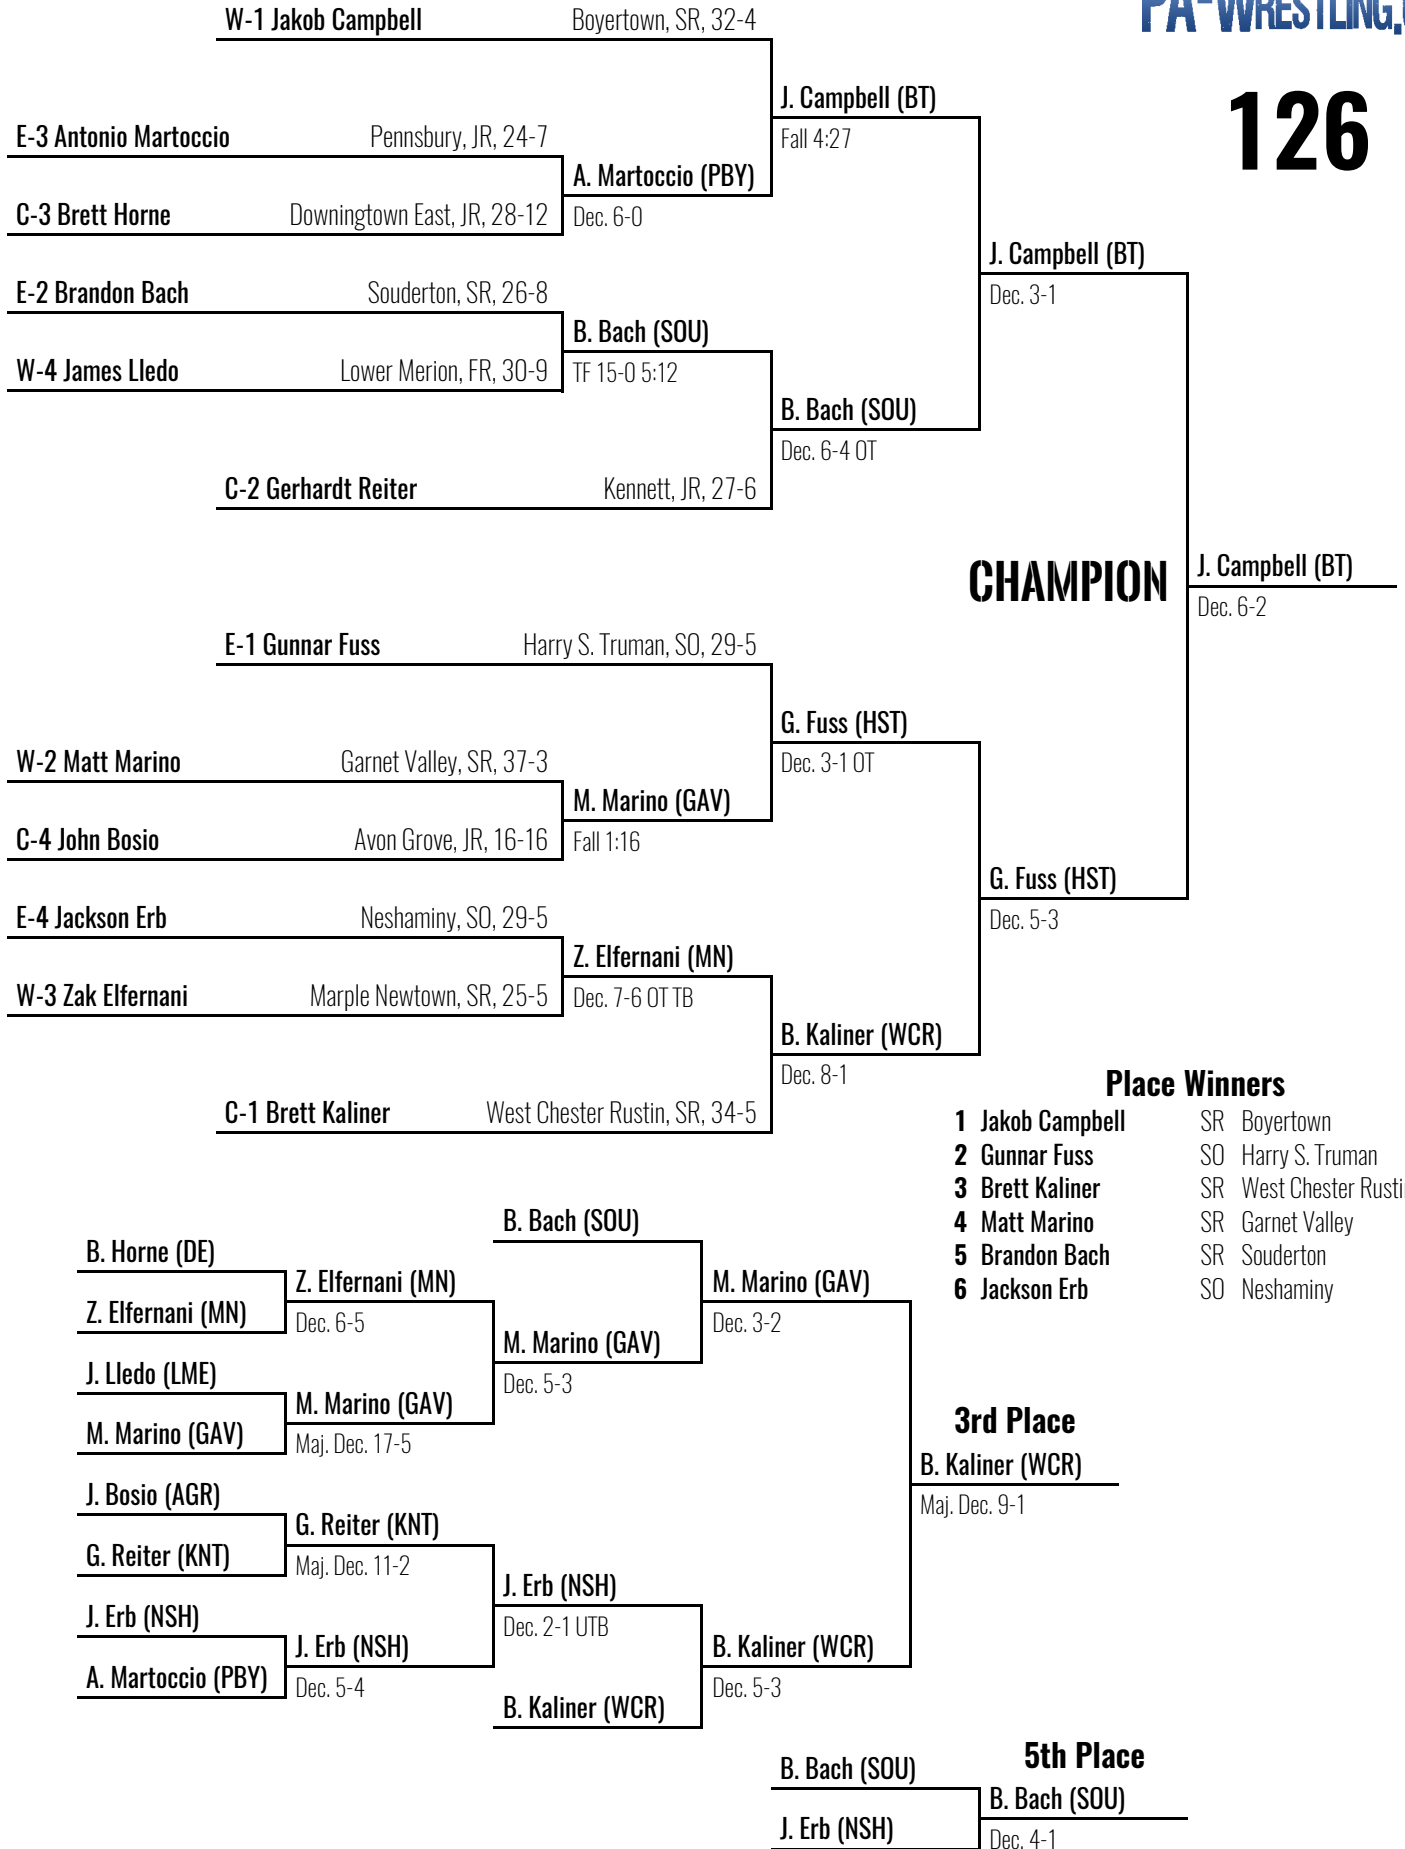 W-1 Jakob Campbell Boyertown, SR, 32-4
PA-WRESTLING.
126
J. Campbell (BT)
Fall 4:27
E-3 Antonio Martoccio Pennsbury, JR, 24-7
A. Martoccio (PBY)
Dec. 6-0
C-3 Brett Horne Downingtown East, JR, 28-12
J. Campbell (BT)
Dec. 3-1
E-2 Brandon Bach Souderton, SR, 26-8
B. Bach (SOU)
TF 15-0 5:12
W-4 James Lledo Lower Merion, FR, 30-9
B. Bach (SOU)
Dec. 6-4 OT
C-2 Gerhardt Reiter Kennett, JR, 27-6
CHAMPION
J. Campbell (BT)
Dec. 6-2
E-1 Gunnar Fuss Harry S. Truman, SO, 29-5
G. Fuss (HST)
Dec. 3-1 OT
W-2 Matt Marino Garnet Valley, SR, 37-3
M. Marino (GAV)
Fall 1:16
C-4 John Bosio Avon Grove, JR, 16-16
G. Fuss (HST)
Dec. 5-3
E-4 Jackson Erb Neshaminy, SO, 29-5
Z. Elfernani (MN)
Dec. 7-6 OT TB
W-3 Zak Elfernani Marple Newtown, SR, 25-5
B. Kaliner (WCR)
Dec. 8-1
C-1 Brett Kaliner West Chester Rustin, SR, 34-5
Place Winners
1 Jakob Campbell SR Boyertown
2 Gunnar Fuss SO Harry S. Truman
3 Brett Kaliner SR West Chester Rusti
4 Matt Marino SR Garnet Valley
5 Brandon Bach SR Souderton
6 Jackson Erb SO Neshaminy
B. Bach (SOU)
B. Horne (DE)
Z. Elfernani (MN)
Dec. 6-5
Z. Elfernani (MN)
M. Marino (GAV)
Dec. 3-2
M. Marino (GAV)
Dec. 5-3
J. Lledo (LME)
M. Marino (GAV)
Maj. Dec. 17-5
M. Marino (GAV)
3rd Place
B. Kaliner (WCR)
Maj. Dec. 9-1
J. Bosio (AGR)
G. Reiter (KNT)
Maj. Dec. 11-2
G. Reiter (KNT)
J. Erb (NSH)
Dec. 2-1 UTB
J. Erb (NSH)
J. Erb (NSH)
Dec. 5-4
A. Martoccio (PBY)
B. Kaliner (WCR)
Dec. 5-3
B. Kaliner (WCR)
5th Place
B. Bach (SOU)
B. Bach (SOU)
Dec. 4-1
J. Erb (NSH)